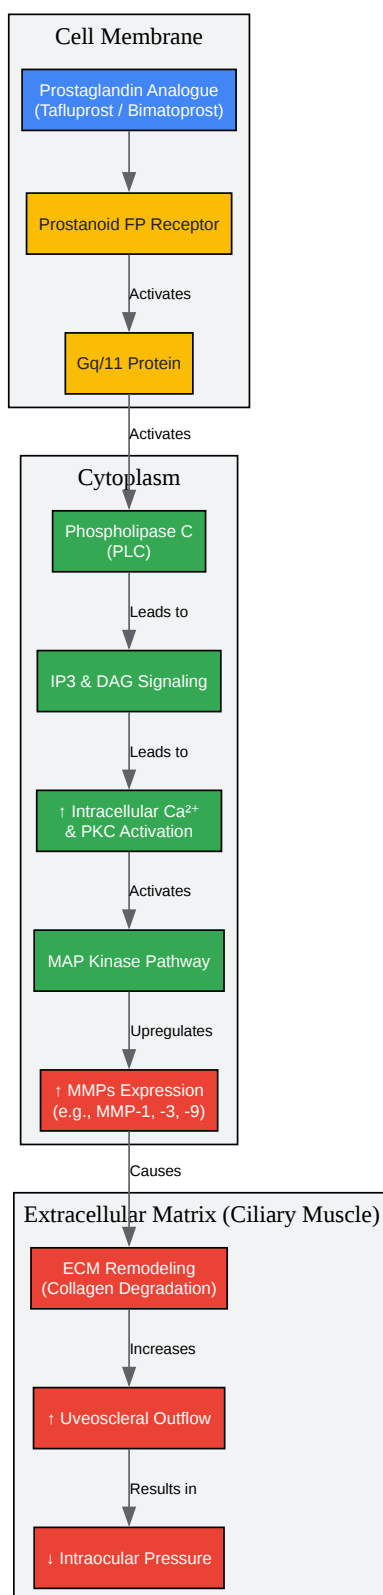 Cell Membrane
Prostaglandin Analogue
(Tafluprost / Bimatoprost)
Prostanoid FP Receptor
Activates
Gq/11 Protein
Activates
Cytoplasm
Phospholipase C
(PLC)
Leads to
IP3 & DAG Signaling
Leads to
↑ Intracellular Ca²⁺
& PKC Activation
Activates
MAP Kinase Pathway
Upregulates
↑ MMPs Expression
(e.g., MMP-1, -3, -9)
Causes
Extracellular Matrix (Ciliary Muscle)
ECM Remodeling
(Collagen Degradation)
Increases
↑ Uveoscleral Outflow
Results in
↓ Intraocular Pressure